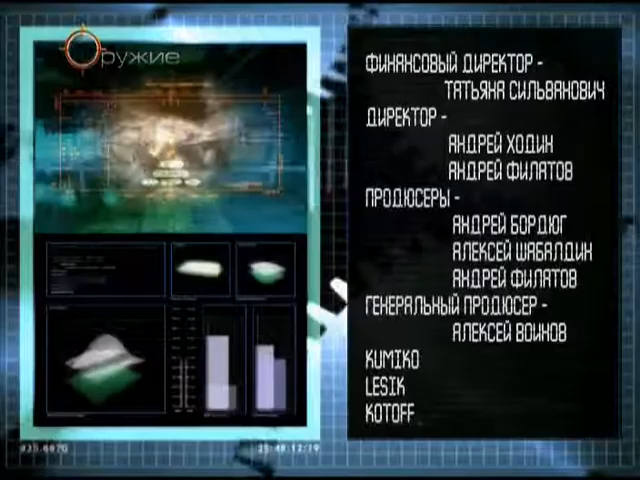 Оружие
ФИНАНСОВЫЙ ДИРЕКТОР -
ТАТЬЯНА СИЛЬВАНОВИЧ
ДИРЕКТОР -
АНДРЕЙ ХОДИН
АНДРЕЙ ФИЛАТОВ
ПРОДЮСЕРЫ -
АНДРЕЙ БОРДЮГ
АЛЕКСЕЙ ШАБАЛДИН
АНДРЕЙ ФИЛАТОВ
ГЕНЕРАЛЬНЫЙ ПРОДЮСЕР -
АЛЕКСЕЙ ВОИНОВ
KUMIKO
LESIK
KOTOFF